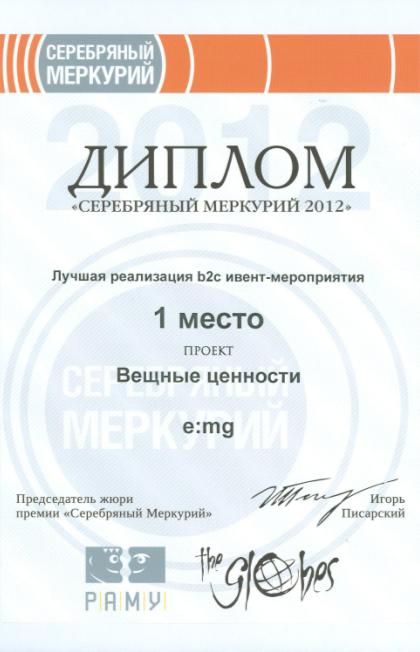 СЕРЕБРЯНЫЙ
МЕРКУРИЙ
2012
ДИПЛОМ
«СЕРЕБРЯНЫЙ МЕРКУРИЙ 2012»
Лучшая реализация b2c ивент-мероприятия
1 место
ПРОЕКТ
Вещные ценности
СЕРЕБРЯНЫЙ
МЕРКУРИЙ
e:mg
Председатель жюри
премии «Серебряный Меркурий»
Игорь
Писарский
РАМУ
the globes